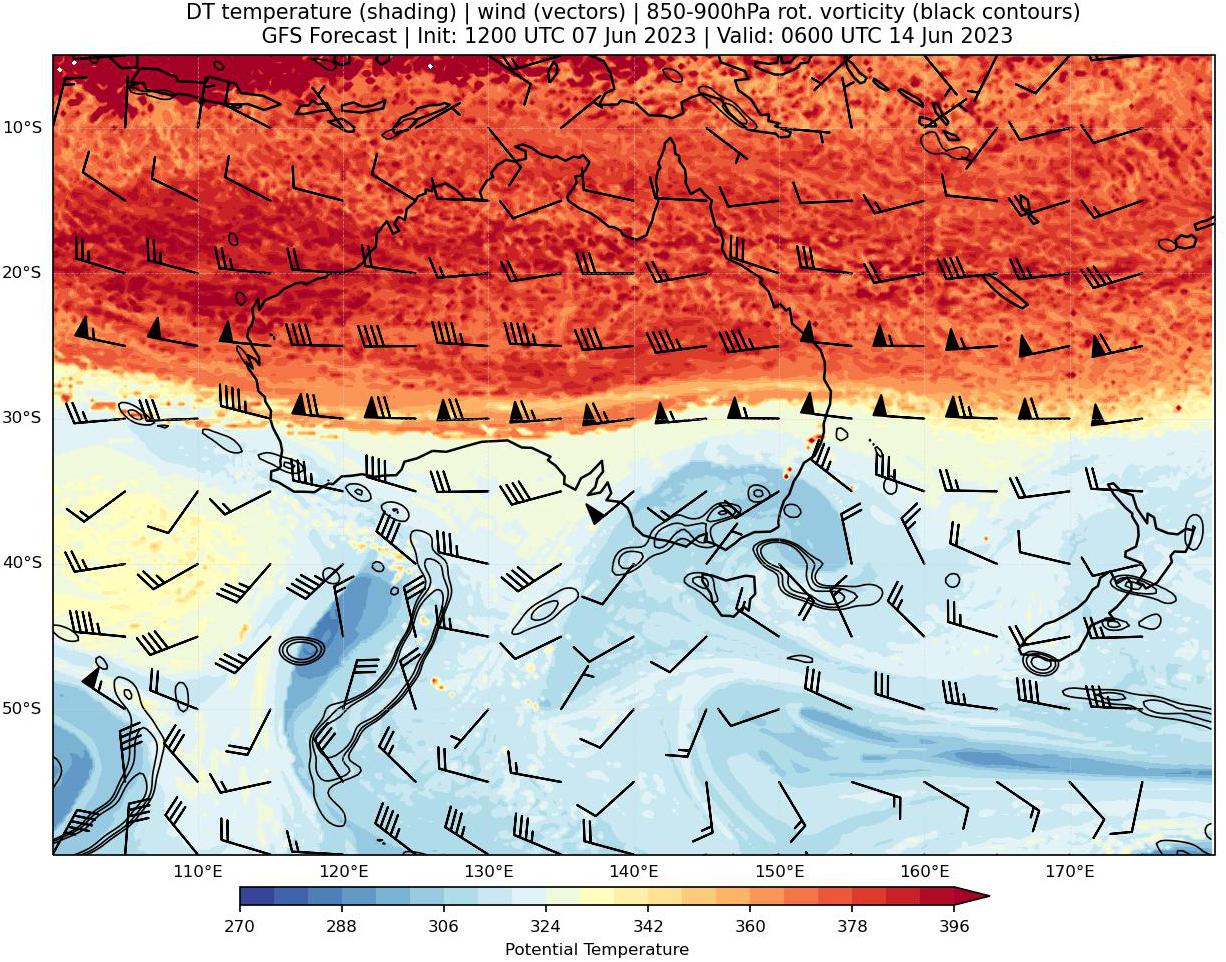 DT temperature (shading) | wind (vectors) | 850-900hPa rot. vorticity (black contours)
GFS Forecast | Init: 1200 UTC 07 Jun 2023 | Valid: 0600 UTC 14 Jun 2023
10°S
20°S
30°S
40°S
50°S
110°E 120°E 130°E 140°E 150°E 160°E 170°E
270 288 306 324 342 360 378 396
Potential Temperature